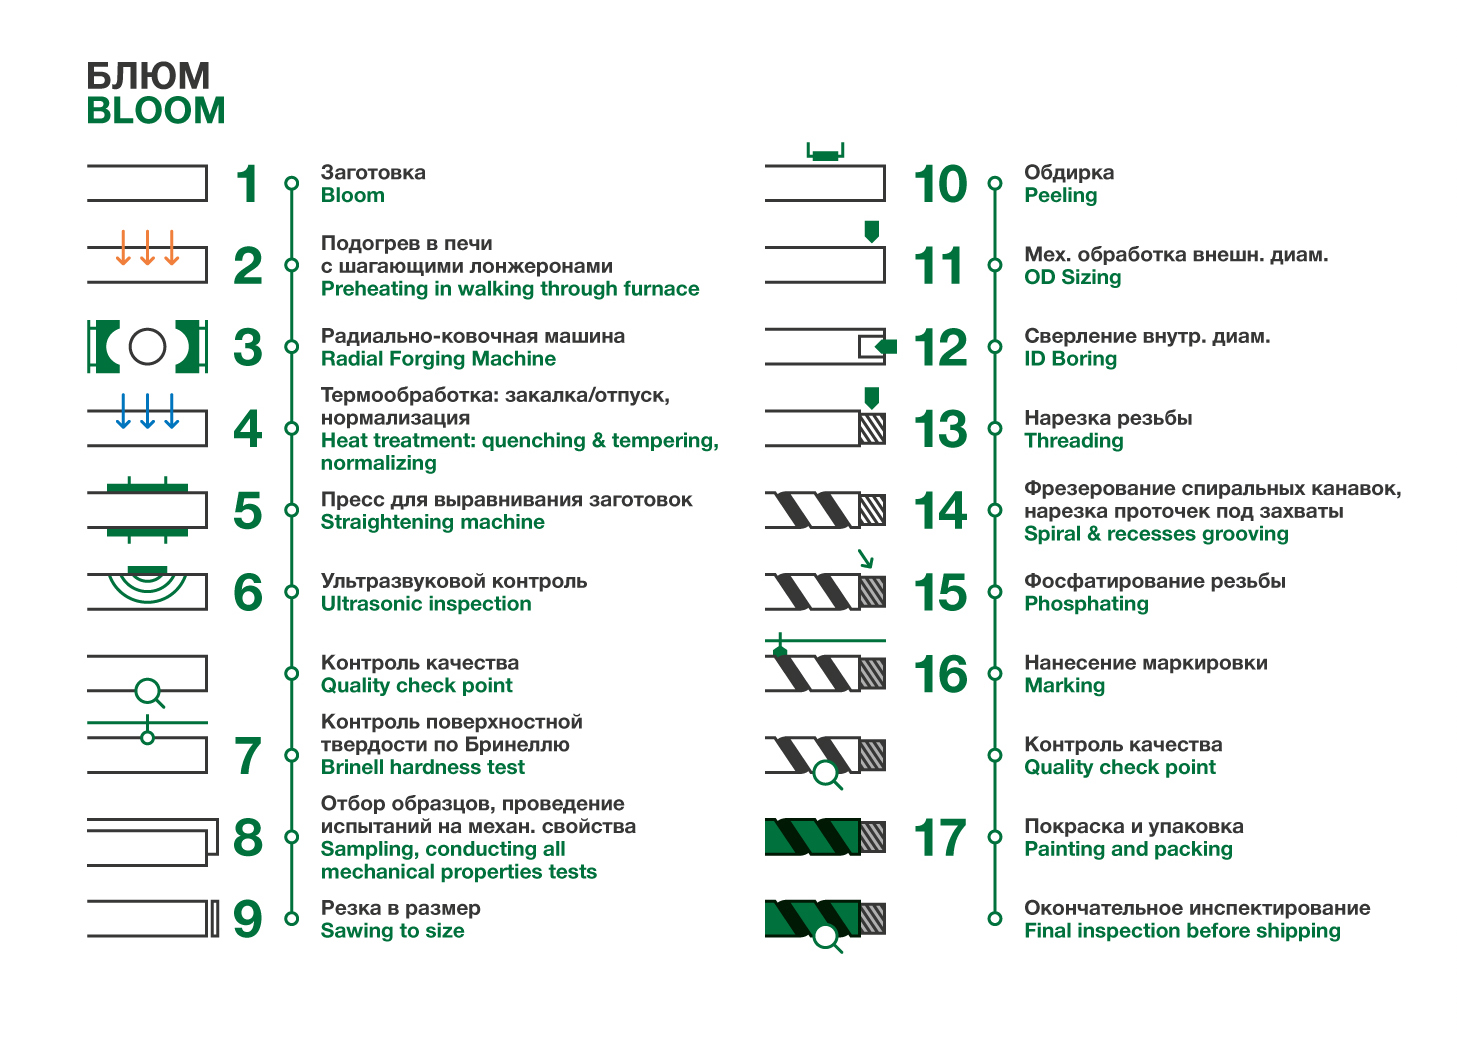 БЛЮМ
BLOOM
1
Заготовка
Bloom
2
Подогрев в печи
с шагающими лонжеронами
Preheating in walking through furnace
3
Радиально-ковочная машина
Radial Forging Machine
4
Термообработка: закалка/отпуск,
нормализация
Heat treatment: quenching & tempering,
normalizing
5
Пресс для выравнивания заготовок
Straightening machine
6
Ультразвуковой контроль
Ultrasonic inspection
Контроль качества
Quality check point
7
Контроль поверхностной
твердости по Бринеллю
Brinell hardness test
8
Отбор образцов, проведение
испытаний на механ. свойства
Sampling, conducting all
mechanical properties tests
9
Резка в размер
Sawing to size
10
Обдирка
Peeling
11
Мех. обработка внешн. диам.
OD Sizing
12
Сверление внутр. диам.
ID Boring
13
Нарезка резьбы
Threading
14
Фрезерование спиральных канавок,
нарезка проточек под захваты
Spiral & recesses grooving
15
Фосфатирование резьбы
Phosphating
16
Нанесение маркировки
Marking
Контроль качества
Quality check point
17
Покраска и упаковка
Painting and packing
Окончательное инспектирование
Final inspection before shipping